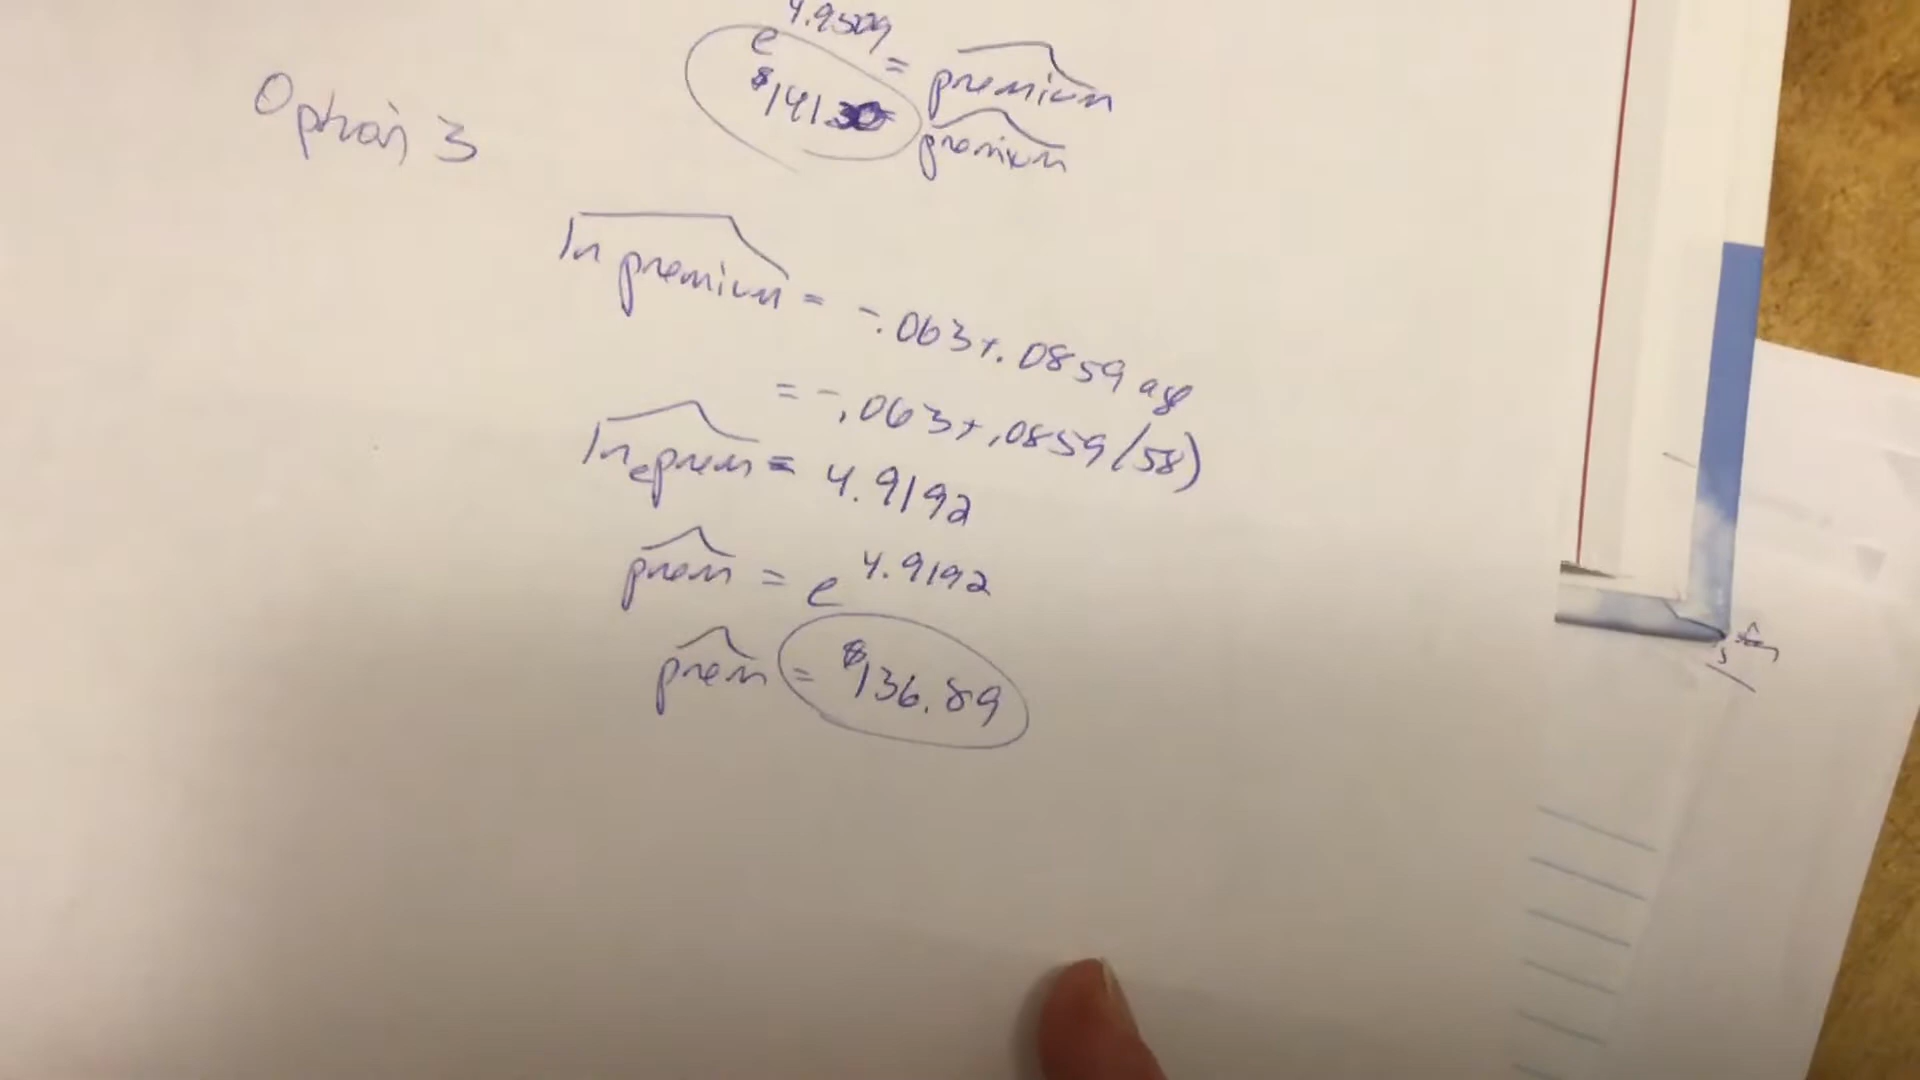 e^4.9509 = premium
$141.30 premium
Option 3
ln premium = -.063+.0859 age
= -.063+.0859(58)
ln_e prem = 4.9192
prem = e^4.9192
prem = $136.89